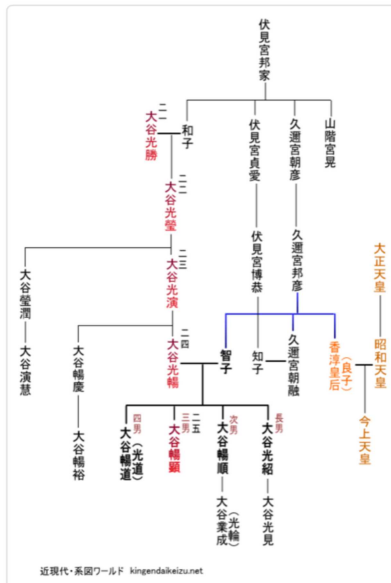 伏見宮邦家
山階宮晃
久邇宮朝彦
伏見宮貞愛
和子
二一
大谷光勝
二二
大谷光瑩
久邇宮邦彦
伏見宮博恭
二三
大谷光演
大谷瑩潤
大谷演慧
大正天皇
昭和天皇
今上天皇
香淳皇后
(良子)
久邇宮朝融
知子
智子
二四
大谷光暢
大谷暢慶
大谷暢裕
長男
大谷光紹
大谷光見
次男
大谷暢順
大谷業成
(光輪)
二五
三男
大谷暢顕
四男
大谷暢道
(光道)
近現代・系図ワールド kingendaikeizu.net